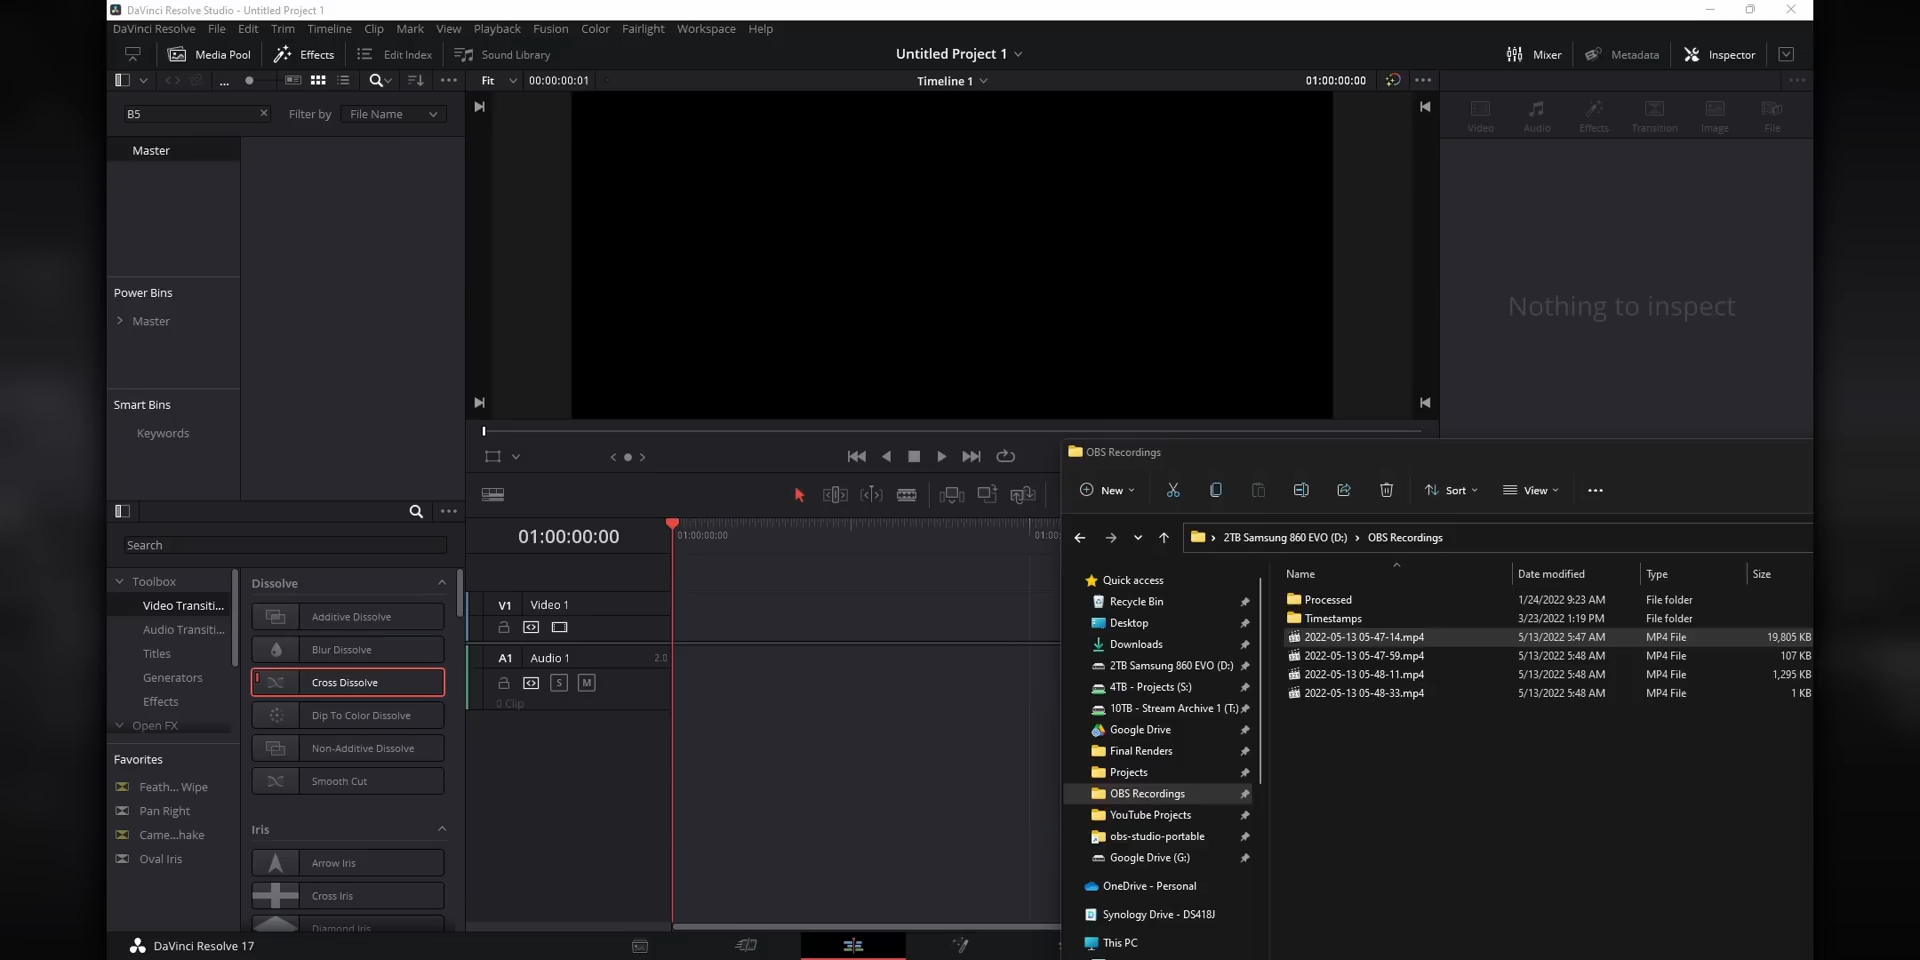 DaVinci Resolve Studio - Untitled Project 1
DaVinci Resolve File Edit Trim Timeline Clip Mark View Playback Fusion Color Fairlight Workspace Help
Media Pool Effects Edit Index Sound Library Untitled Project 1 Mixer Metadata Inspector
... Fit 00:00:00:01 Timeline 1 01:00:00:00
B5 Filter by File Name
Video Audio Effects Transition Image File
Master
Power Bins
Master
Nothing to inspect
Smart Bins
Keywords
OBS Recordings
New Sort View
01:00:00:00 01:00:00:00 01:00:
2TB Samsung 860 EVO (D:) OBS Recordings
Search
Toolbox
Video Transiti...
Audio Transiti...
Titles
Generators
Effects
Open FX
Favorites
Feath... Wipe
Pan Right
Came...hake
Oval Iris
Dissolve
Additive Dissolve
Blur Dissolve
Cross Dissolve
Dip To Color Dissolve
Non-Additive Dissolve
Smooth Cut
Iris
Arrow Iris
Cross Iris
Diamond Iris
V1 Video 1
A1 Audio 1 2.0
S M
0 Clip
Quick access
Recycle Bin
Desktop
Downloads
2TB Samsung 860 EVO (D:)
4TB - Projects (S:)
10TB - Stream Archive 1 (T:)
Google Drive
Final Renders
Projects
OBS Recordings
YouTube Projects
obs-studio-portable
Google Drive (G:)
OneDrive - Personal
Synology Drive - DS418J
This PC
Name Date modified Type Size
Processed 1/24/2022 9:23 AM File folder
Timestamps 3/23/2022 1:19 PM File folder
2022-05-13 05-47-14.mp4 5/13/2022 5:47 AM MP4 File 19,805 KB
2022-05-13 05-47-59.mp4 5/13/2022 5:48 AM MP4 File 107 KB
2022-05-13 05-48-11.mp4 5/13/2022 5:48 AM MP4 File 1,295 KB
2022-05-13 05-48-33.mp4 5/13/2022 5:48 AM MP4 File 1 KB
DaVinci Resolve 17